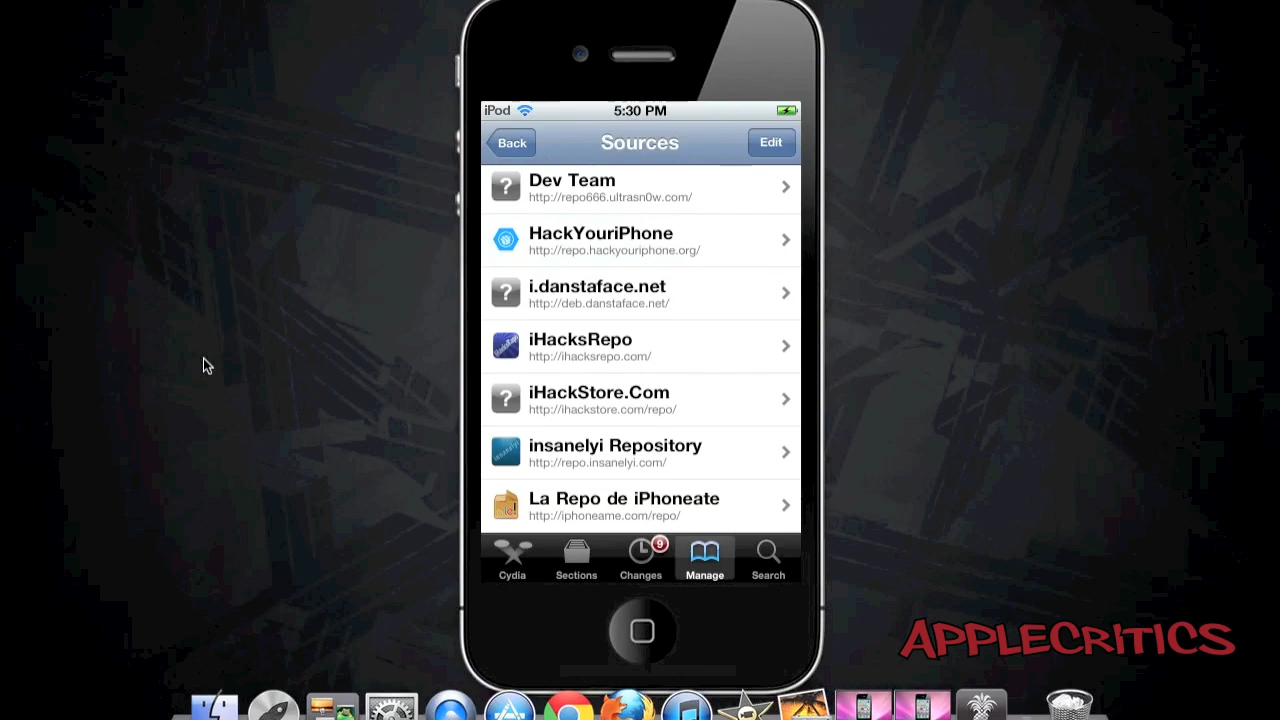 iPod 5:30 PM
Back Sources Edit
Dev Team
http://repo666.ultrasn0w.com/
HackYouriPhone
http://repo.hackyouriphone.org/
i.danstaface.net
http://deb.danstaface.net/
iHacksRepo
http://ihacksrepo.com/
iHackStore.Com
http://ihackstore.com/repo/
insanelyi Repository
http://repo.insanelyi.com/
La Repo de iPhoneate
http://iphoneame.com/repo/
9
Cydia Sections Changes Manage Search
APPLECRITICS